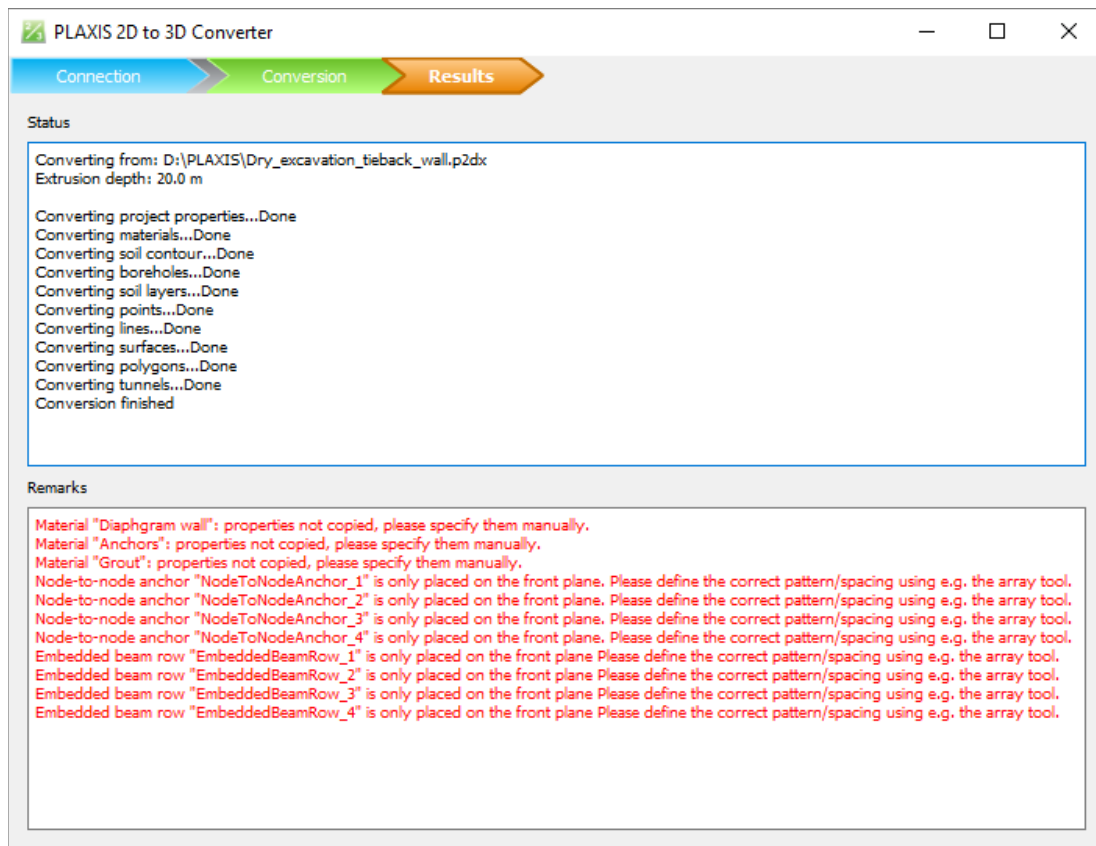 PLAXIS 2D to 3D Converter
Connection
Conversion
Results
Status
Converting from: D:\PLAXIS\Dry_excavation_tieback_wall.p2dx
Extrusion depth: 20.0 m
Converting project properties...Done
Converting materials...Done
Converting soil contour...Done
Converting boreholes...Done
Converting soil layers...Done
Converting points...Done
Converting lines...Done
Converting surfaces...Done
Converting polygons...Done
Converting tunnels...Done
Conversion finished
Remarks
Material "Diaphgram wall": properties not copied, please specify them manually.
Material "Anchors": properties not copied, please specify them manually.
Material "Grout": properties not copied, please specify them manually.
Node-to-node anchor "NodeToNodeAnchor_1" is only placed on the front plane. Please define the correct pattern/spacing using e.g. the array tool.
Node-to-node anchor "NodeToNodeAnchor_2" is only placed on the front plane. Please define the correct pattern/spacing using e.g. the array tool.
Node-to-node anchor "NodeToNodeAnchor_3" is only placed on the front plane. Please define the correct pattern/spacing using e.g. the array tool.
Node-to-node anchor "NodeToNodeAnchor_4" is only placed on the front plane. Please define the correct pattern/spacing using e.g. the array tool.
Embedded beam row "EmbeddedBeamRow_1" is only placed on the front plane Please define the correct pattern/spacing using e.g. the array tool.
Embedded beam row "EmbeddedBeamRow_2" is only placed on the front plane Please define the correct pattern/spacing using e.g. the array tool.
Embedded beam row "EmbeddedBeamRow_3" is only placed on the front plane Please define the correct pattern/spacing using e.g. the array tool.
Embedded beam row "EmbeddedBeamRow_4" is only placed on the front plane Please define the correct pattern/spacing using e.g. the array tool.